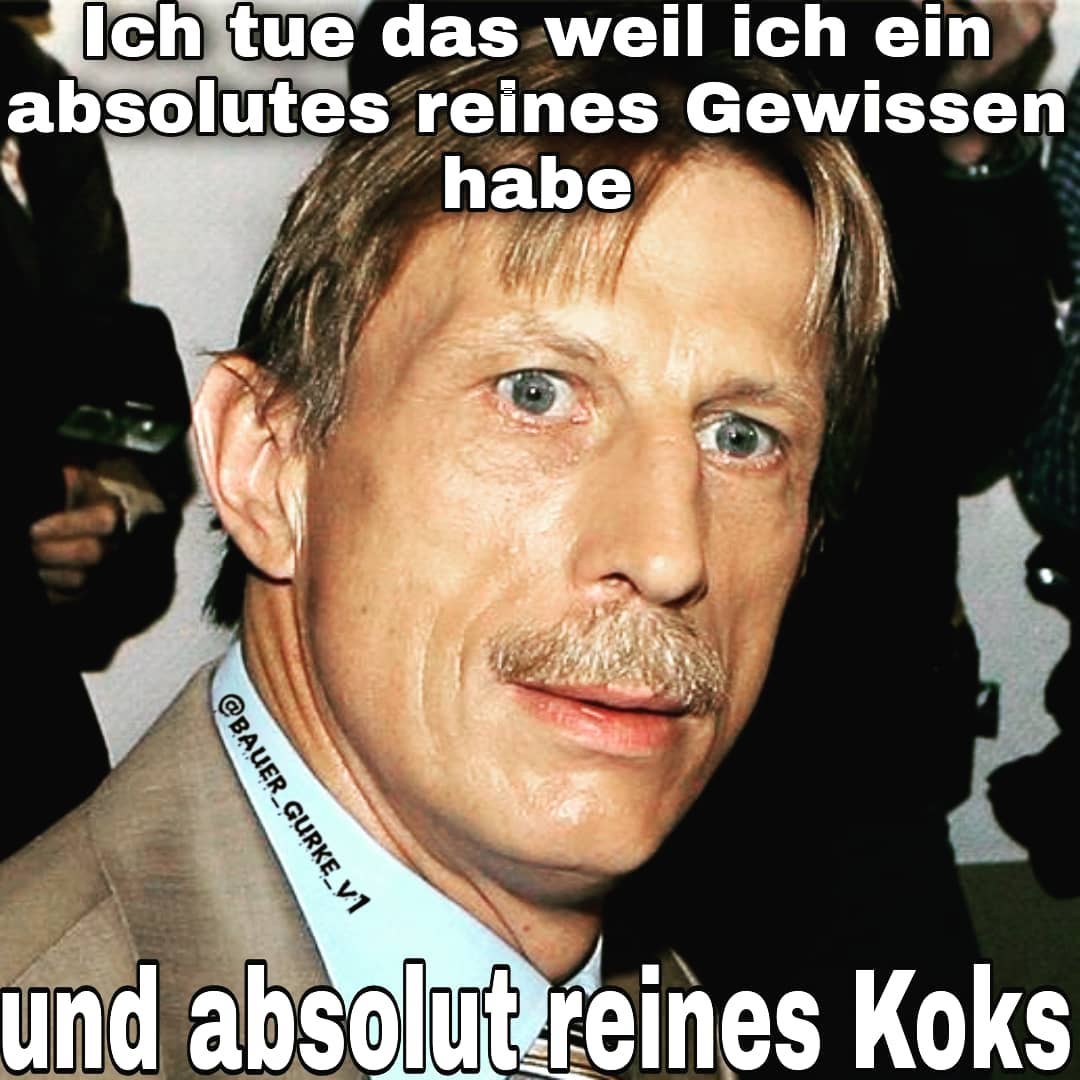 Ich tue das weil ich ein
absolutes reines Gewissen
habe
@BAUER_GURKE_V1
und absolut reines Koks